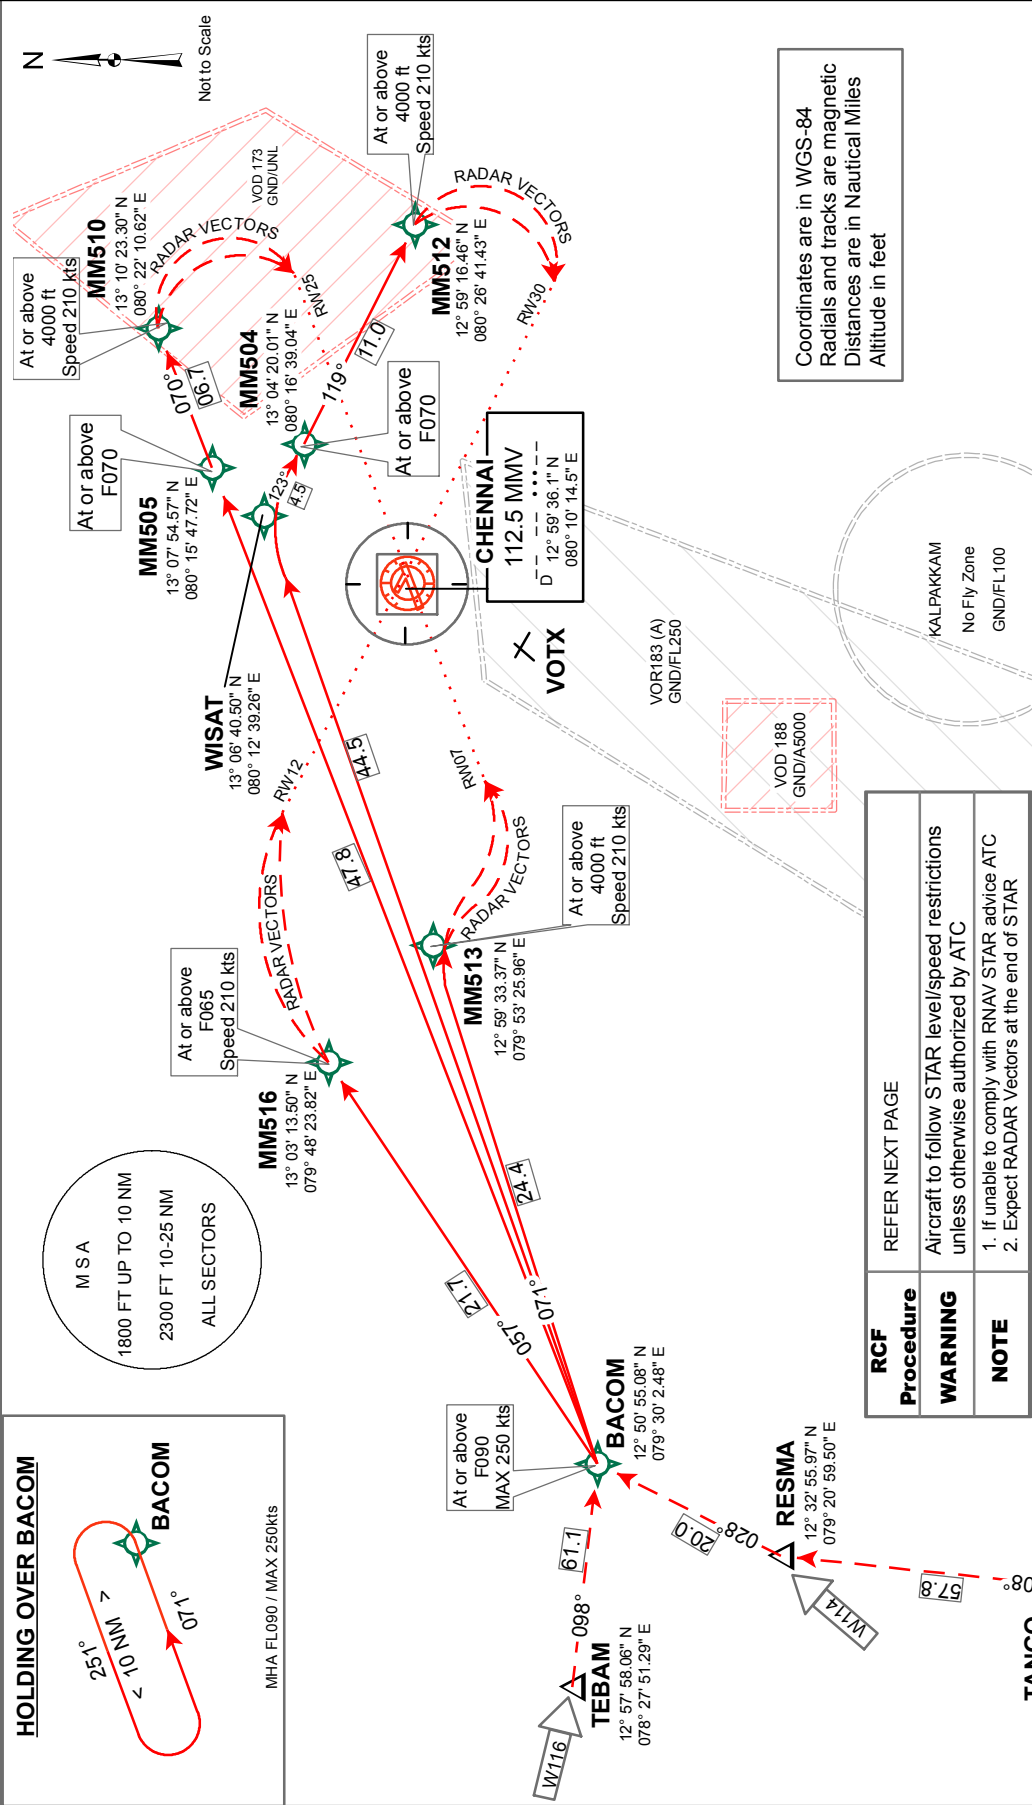 HOLDING OVER BACOM
251°
< 10 NM >
071°
BACOM
MHA FL090 / MAX 250kts
M S A
1800 FT UP TO 10 NM
2300 FT 10-25 NM
ALL SECTORS
N
Not to Scale
At or above
4000 ft
Speed 210 kts
MM510
13° 10' 23.30" N
080° 22' 10.62" E
RADAR VECTORS
VOD 173
GND/UNL
At or above
4000 ft
Speed 210 kts
RADAR VECTORS
MM512
12° 59' 16.46" N
080° 26' 41.43" E
RW25
RW30
070°
06.7
At or above
F070
MM505
13° 07' 54.57" N
080° 15' 47.72" E
MM504
13° 04' 20.01" N
080° 16' 39.04" E
119°
11.0
At or above
F070
123°
4.5
WISAT
13° 06' 40.50" N
080° 12' 39.26" E
CHENNAI
112.5 MMV
D
12° 59' 36.1" N
080° 10' 14.5" E
VOTX
RW12
RW07
44.5
47.8
RADAR VECTORS
At or above
F065
Speed 210 kts
MM516
13° 03' 13.50" N
079° 48' 23.82" E
RADAR VECTORS
At or above
4000 ft
Speed 210 kts
MM513
12° 59' 33.37" N
079° 53' 25.96" E
24.4
21.7
057°
071°
At or above
F090
MAX 250 kts
BACOM
12° 50' 55.08" N
079° 30' 2.48" E
61.1
098°
TEBAM
12° 57' 58.06" N
078° 27' 51.29" E
W116
20.0
028°
RESMA
12° 32' 55.97" N
079° 20' 59.50" E
W114
57.8
08°
TANCO
VOR183 (A)
GND/FL250
VOD 188
GND/A5000
KALPAKKAM
No Fly Zone
GND/FL100
Coordinates are in WGS-84
Radials and tracks are magnetic
Distances are in Nautical Miles
Altitude in feet
RCF
Procedure
REFER NEXT PAGE
WARNING
Aircraft to follow STAR level/speed restrictions
unless otherwise authorized by ATC
NOTE
1. If unable to comply with RNAV STAR advice ATC
2. Expect RADAR Vectors at the end of STAR